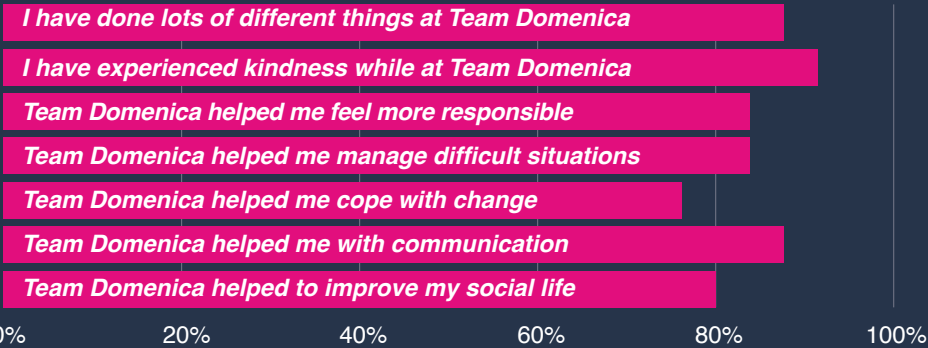 I have done lots of different things at Team Domenica
I have experienced kindness while at Team Domenica
Team Domenica helped me feel more responsible
Team Domenica helped me manage difficult situations
Team Domenica helped me cope with change
Team Domenica helped me with communication
Team Domenica helped to improve my social life
0% 20% 40% 60% 80% 100%